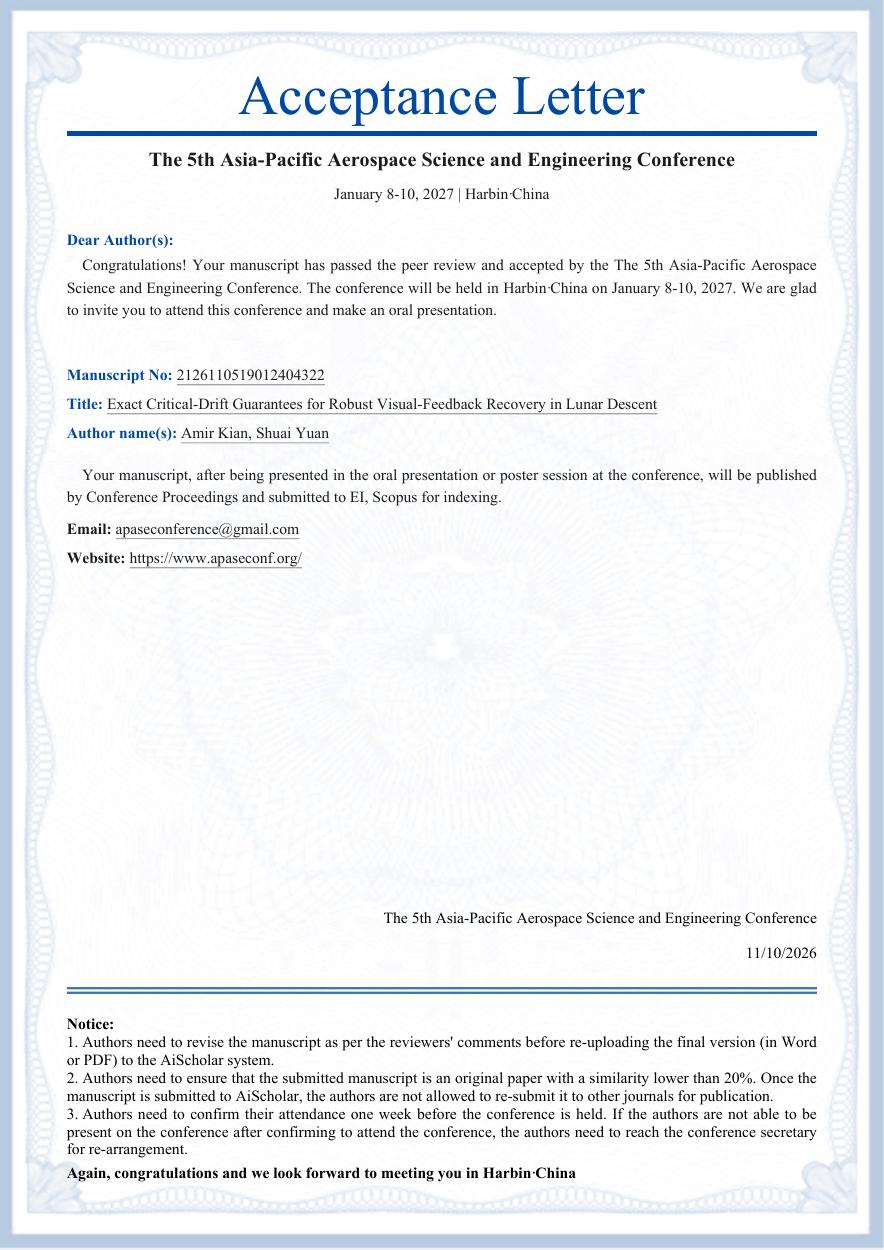 Acceptance Letter
The 5th Asia-Pacific Aerospace Science and Engineering Conference
January 8-10, 2027 | Harbin·China
Dear Author(s):
Congratulations! Your manuscript has passed the peer review and accepted by the The 5th Asia-Pacific Aerospace
Science and Engineering Conference. The conference will be held in Harbin·China on January 8-10, 2027. We are glad
to invite you to attend this conference and make an oral presentation.
Manuscript No: 2126110519012404322
Title: Exact Critical-Drift Guarantees for Robust Visual-Feedback Recovery in Lunar Descent
Author name(s): Amir Kian, Shuai Yuan
Your manuscript, after being presented in the oral presentation or poster session at the conference, will be published
by Conference Proceedings and submitted to EI, Scopus for indexing.
Email: apaseconference@gmail.com
Website: https://www.apaseconf.org/
The 5th Asia-Pacific Aerospace Science and Engineering Conference
11/10/2026
Notice:
1. Authors need to revise the manuscript as per the reviewers' comments before re-uploading the final version (in Word
or PDF) to the AiScholar system.
2. Authors need to ensure that the submitted manuscript is an original paper with a similarity lower than 20%. Once the
manuscript is submitted to AiScholar, the authors are not allowed to re-submit it to other journals for publication.
3. Authors need to confirm their attendance one week before the conference is held. If the authors are not able to be
present on the conference after confirming to attend the conference, the authors need to reach the conference secretary
for re-arrangement.
Again, congratulations and we look forward to meeting you in Harbin·China